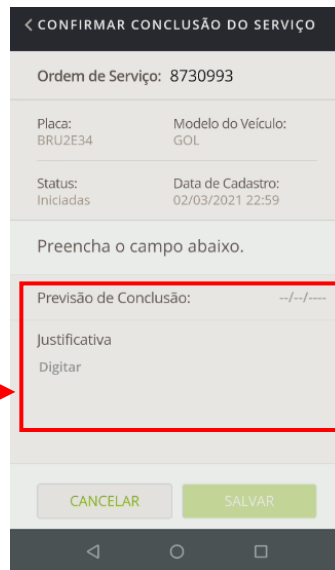 < CONFIRMAR CONCLUSÃO DO SERVIÇO
Ordem de Serviço: 8730993
Placa: Modelo do Veículo:
BRU2E34 GOL
Status: Data de Cadastro:
Iniciadas 02/03/2021 22:59
Preencha o campo abaixo.
Previsão de Conclusão: --/--/----
Justificativa
Digitar
CANCELAR SALVAR